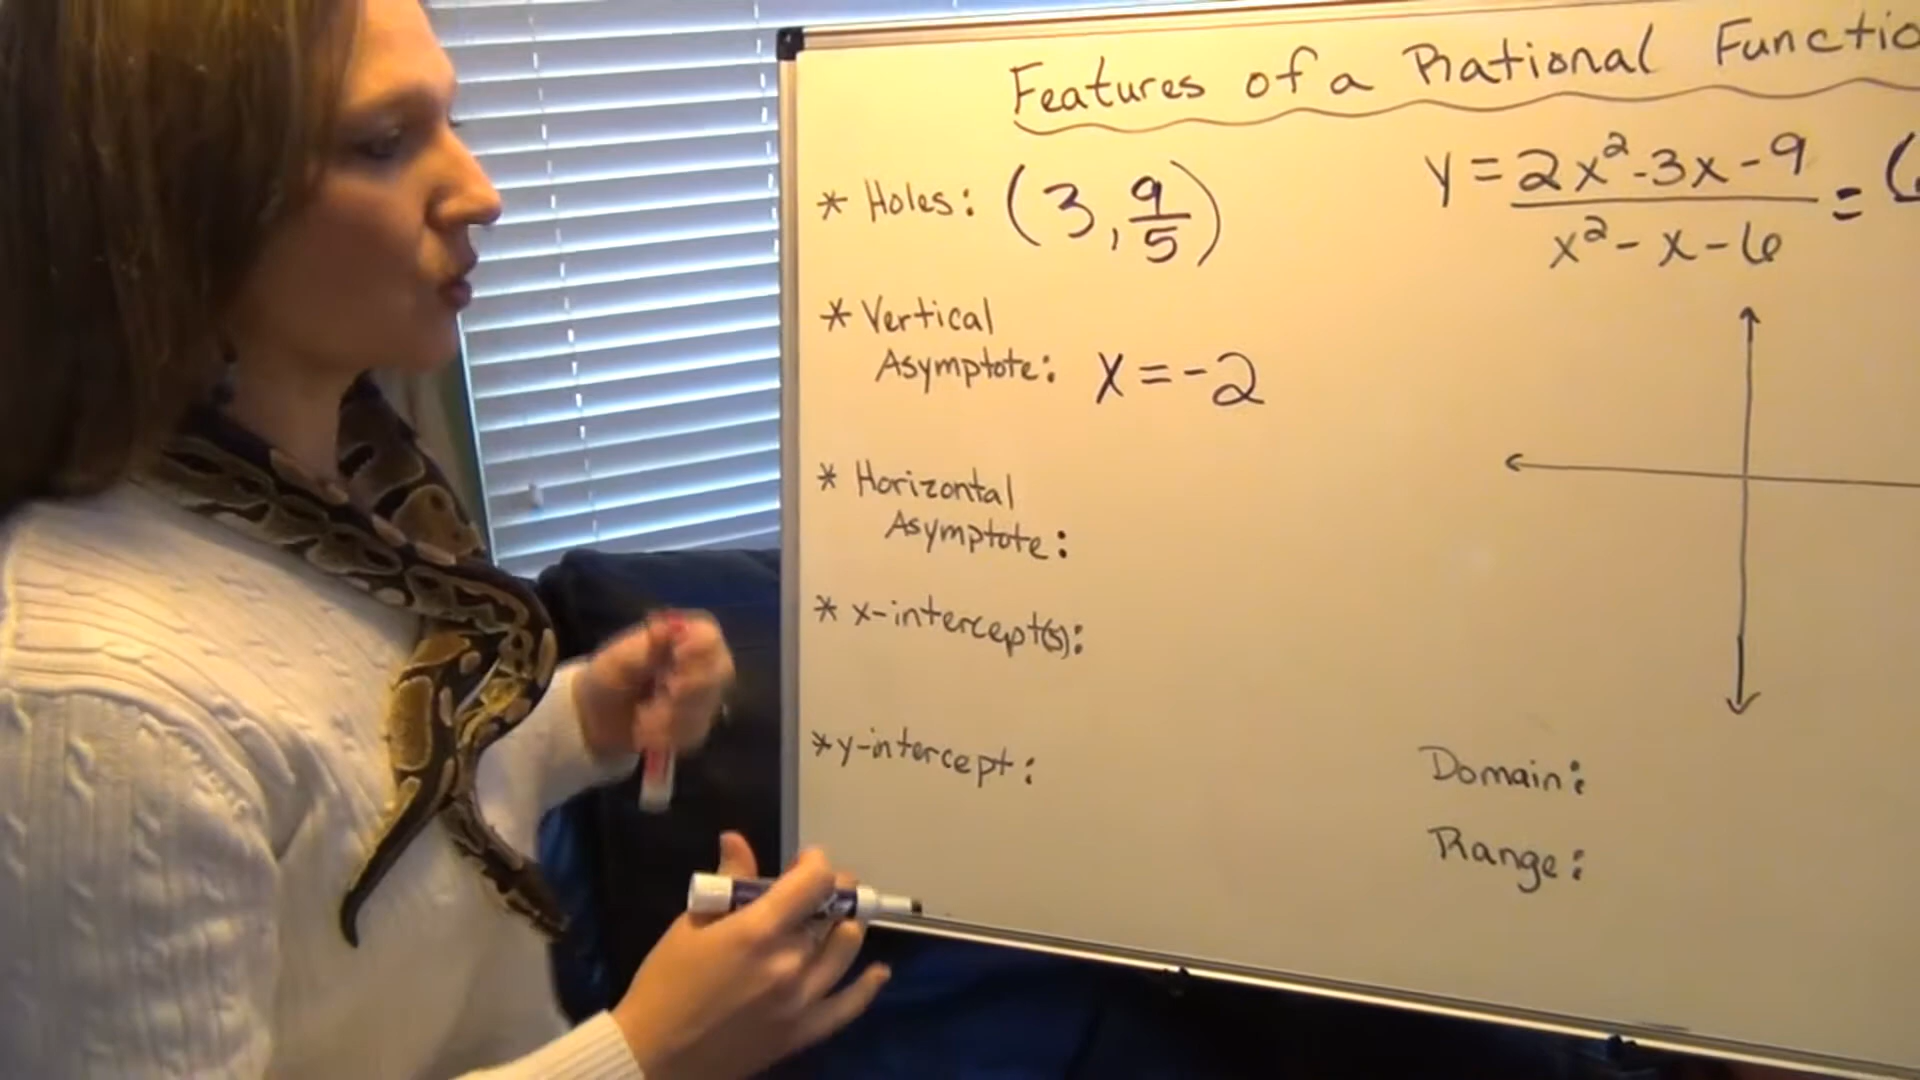 Features of a Rational Functio
* Holes: (3, 9/5)
y = 2x² - 3x - 9 / x² - x - 6 = (
* Vertical
Asymptote: X = -2
* Horizontal
Asymptote:
* x-intercept(s):
* y-intercept:
Domain:
Range: